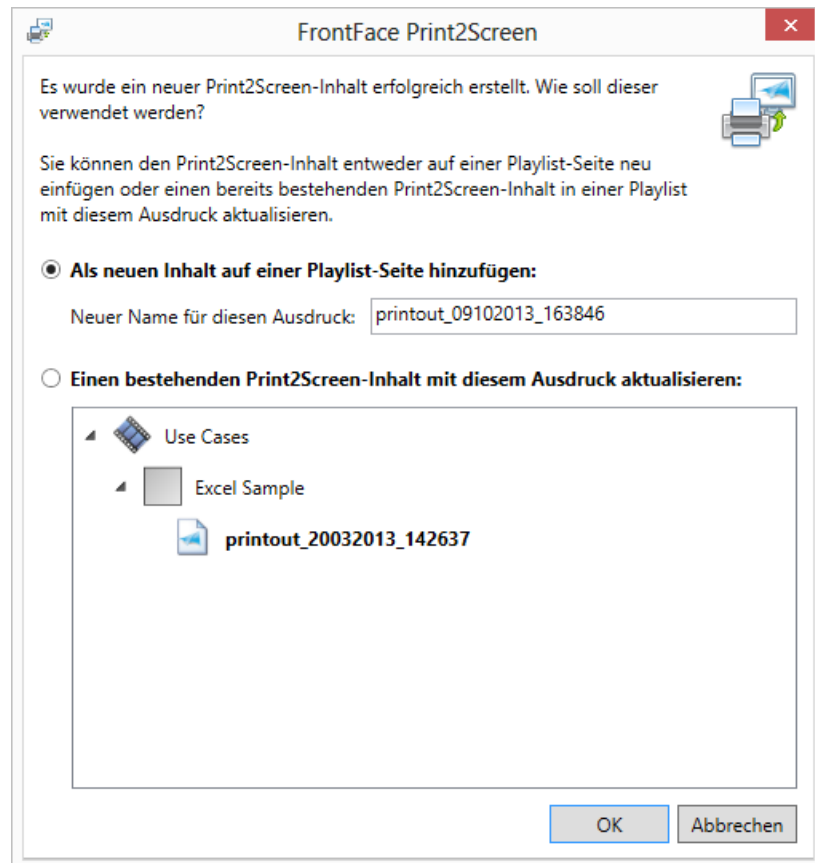 FrontFace Print2Screen
Es wurde ein neuer Print2Screen-Inhalt erfolgreich erstellt. Wie soll dieser
verwendet werden?
Sie können den Print2Screen-Inhalt entweder auf einer Playlist-Seite neu
einfügen oder einen bereits bestehenden Print2Screen-Inhalt in einer Playlist
mit diesem Ausdruck aktualisieren.
Als neuen Inhalt auf einer Playlist-Seite hinzufügen:
Neuer Name für diesen Ausdruck: printout_09102013_163846
Einen bestehenden Print2Screen-Inhalt mit diesem Ausdruck aktualisieren:
Use Cases
Excel Sample
printout_20032013_142637
OK Abbrechen